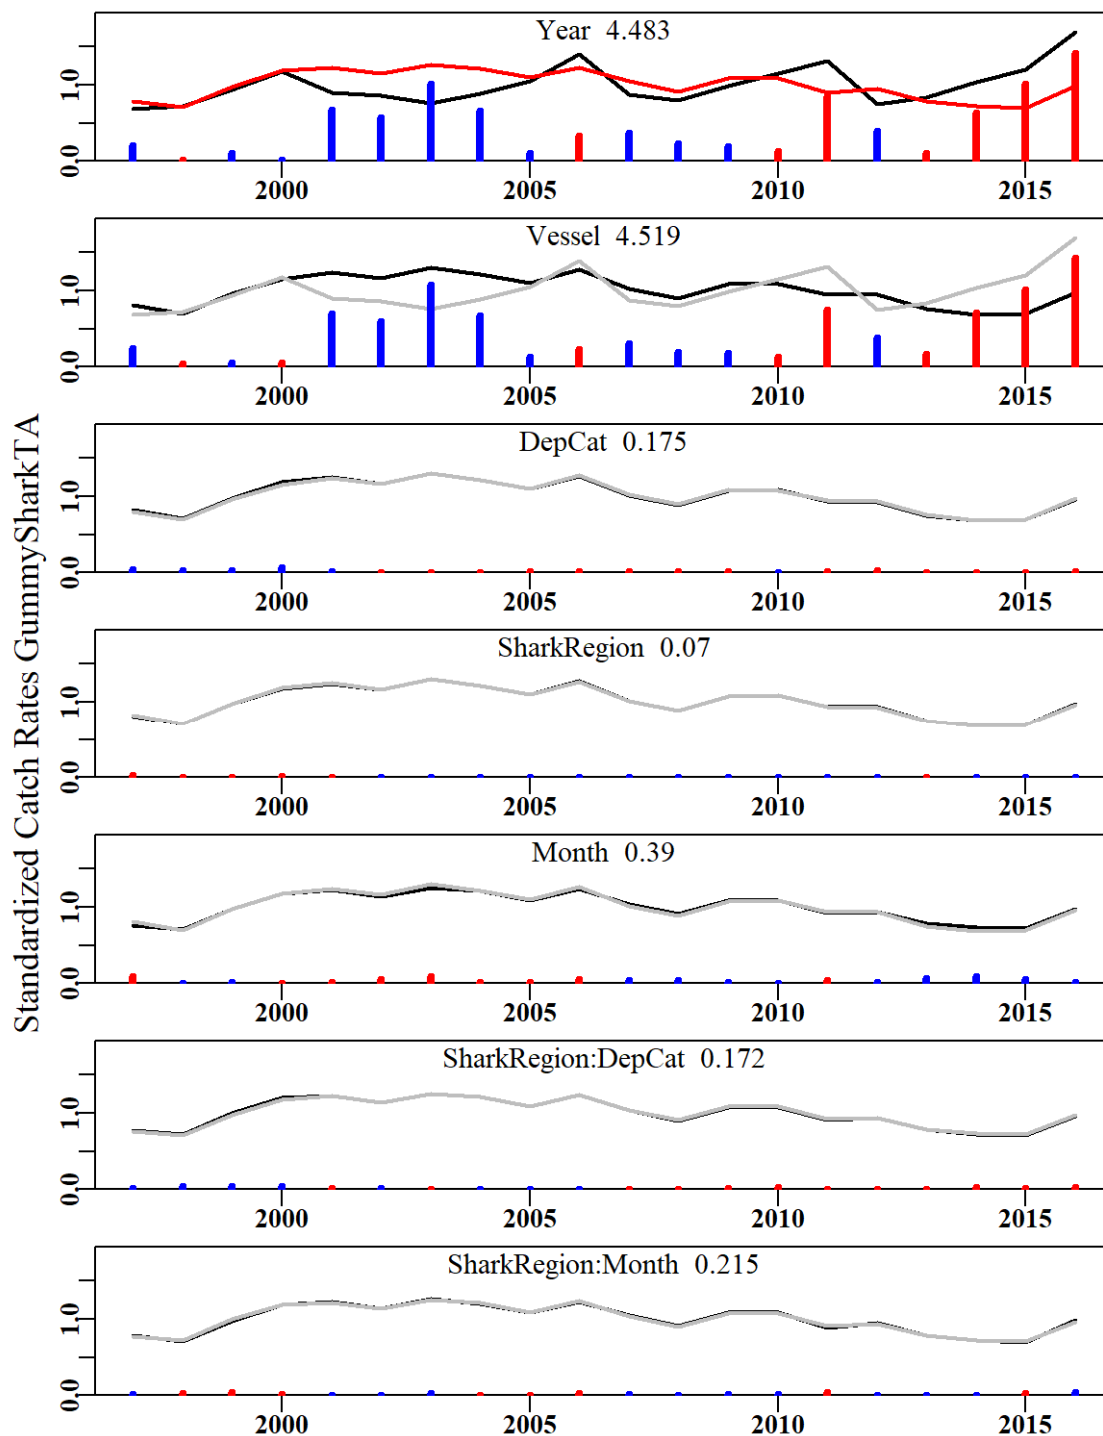 Standardized Catch Rates GummySharkTA
Year 4.483
1.0
0.0
2000 2005 2010 2015
Vessel 4.519
1.0
0.0
2000 2005 2010 2015
DepCat 0.175
1.0
0.0
2000 2005 2010 2015
SharkRegion 0.07
1.0
0.0
2000 2005 2010 2015
Month 0.39
1.0
0.0
2000 2005 2010 2015
SharkRegion:DepCat 0.172
1.0
0.0
2000 2005 2010 2015
SharkRegion:Month 0.215
1.0
0.0
2000 2005 2010 2015